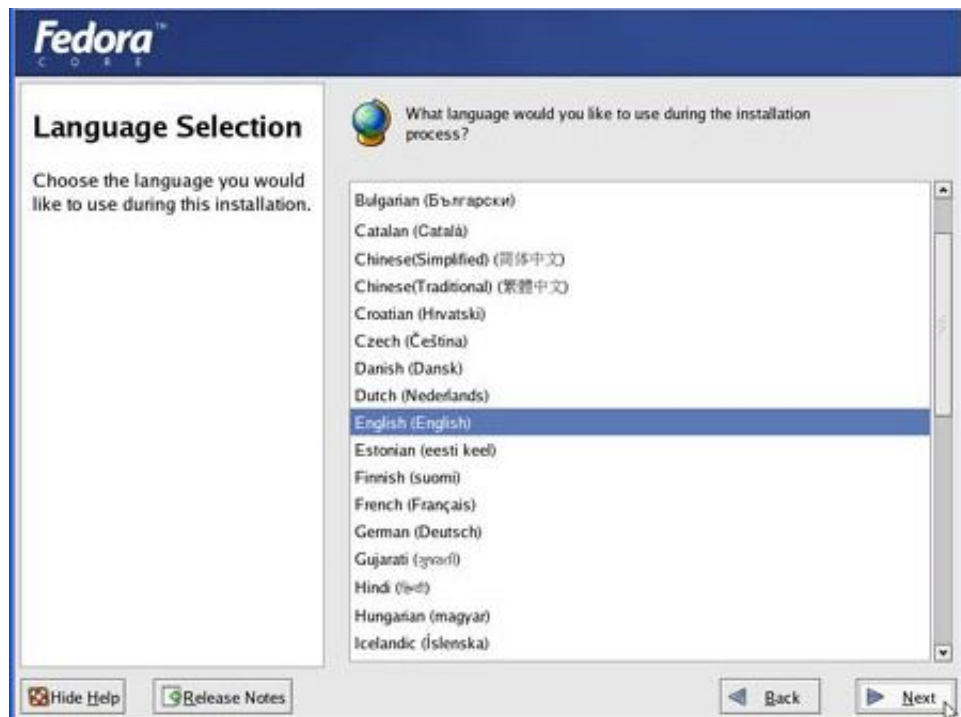 Fedora™
CORE
Language Selection
Choose the language you would
like to use during this installation.
What language would you like to use during the installation
process?
Bulgarian (Български)
Catalan (Català)
Chinese(Simplified) (简体中文)
Chinese(Traditional) (繁體中文)
Croatian (Hrvatski)
Czech (Čeština)
Danish (Dansk)
Dutch (Nederlands)
English (English)
Estonian (eesti keel)
Finnish (suomi)
French (Français)
German (Deutsch)
Gujarati (ગુજરાતી)
Hindi (हिन्दी)
Hungarian (magyar)
Icelandic (Íslenska)
Hide Help
Release Notes
Back
Next